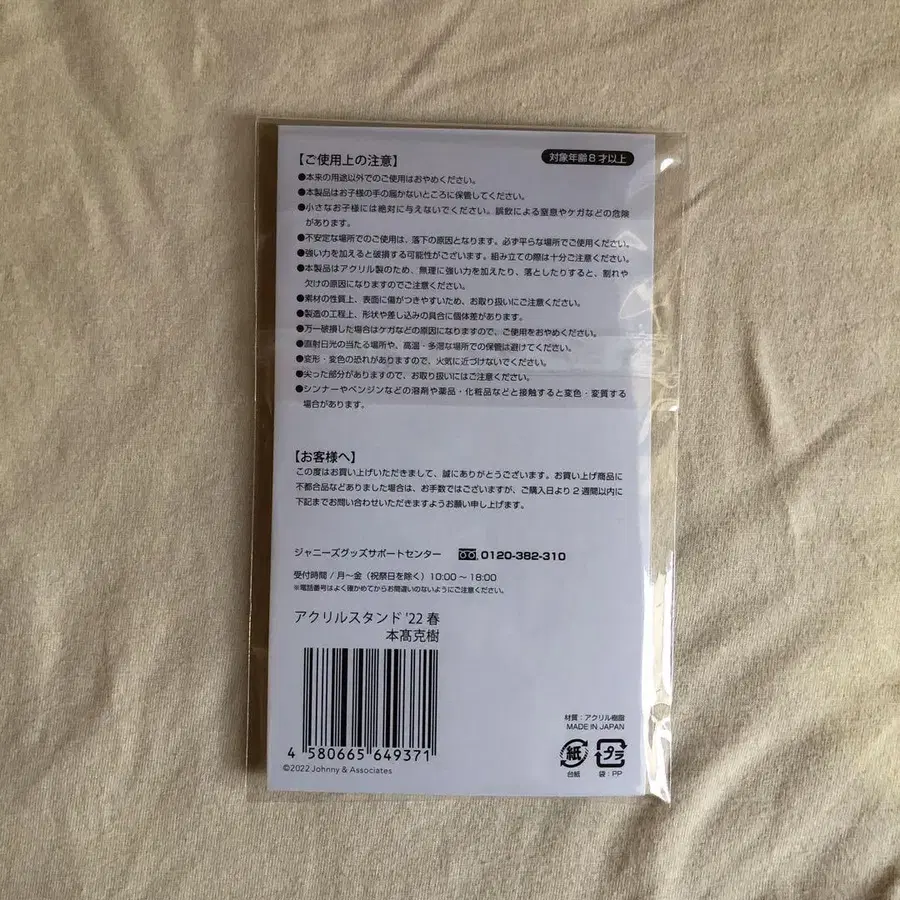 【ご使用上の注意】
対象年齢8才以上
●本来の用途以外でのご使用はおやめください。
●本製品はお子様の手の届かないところに保管してください。
●小さなお子様には絶対に与えないでください。誤飲による窒息やケガなどの危険
があります。
●不安定な場所でのご使用は、落下の原因となります。必ず平らな場所でご使用ください。
●強い力を加えると破損する可能性がございます。組み立ての際は十分ご注意ください。
●本製品はアクリル製のため、無理に強い力を加えたり、落としたりすると、割れや
欠けの原因になりますのでご注意ください。
●素材の性質上、表面に傷がつきやすいため、お取り扱いにご注意ください。
●製造の工程上、形状や差し込みの具合に個体差があります。
●万一破損した場合はケガなどの原因になりますので、ご使用をおやめください。
●直射日光の当たる場所や、高温・多湿な場所での保管は避けてください。
●変形・変色の恐れがありますので、火気に近づけないでください。
●尖った部分がありますので、お取り扱いにはご注意ください。
●シンナーやベンジンなどの溶剤や薬品・化粧品などと接触すると変色・変質する
場合があります。
【お客様へ】
この度はお買い上げいただきまして、誠にありがとうございます。お買い上げ商品に
不都合品などありました場合は、お手数ではございますが、ご購入日より2週間以内に
下記までお問い合わせいただきますようお願い申し上げます。
ジャニーズグッズサポートセンター 0120-382-310
受付時間 / 月〜金（祝祭日を除く）10:00〜18:00
※電話番号はよく確かめてからお間違いのないようにご注意ください。
アクリルスタンド '22 春
本髙克樹
4 580665 649371
©2022 Johnny & Associates
材質：アクリル樹脂
MADE IN JAPAN
紙 プラ
台紙 袋：PP